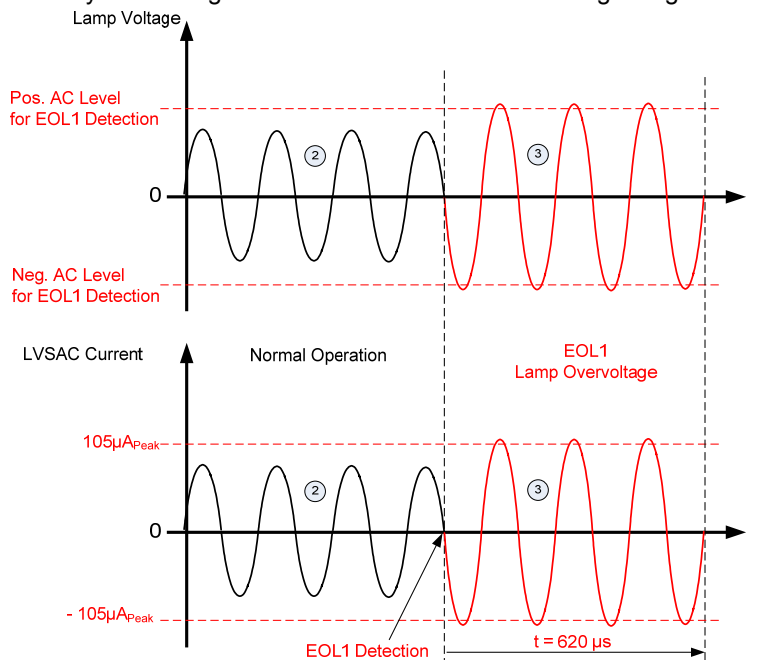 Lamp Voltage
Pos. AC Level
for EOL1 Detection
2
3
0
Neg. AC Level
for EOL1 Detection
LVSAC Current
Normal Operation
EOL1
Lamp Overvoltage
105µAPeak
2
3
0
- 105µAPeak
EOL1 Detection
t = 620 µs